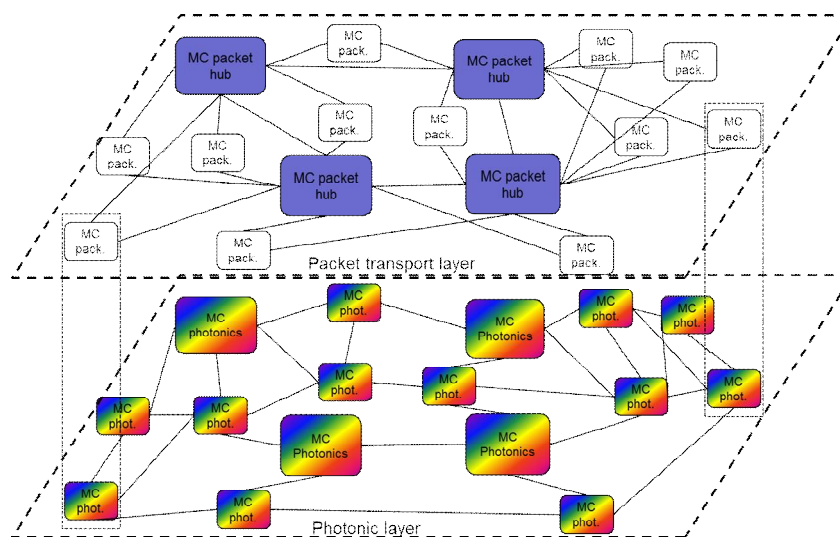 MC
pack.
MC packet
hub
MC packet
hub
MC
pack.
MC
pack.
MC
pack.
MC
pack.
MC
pack.
MC
pack.
MC
pack.
MC
pack.
MC
pack.
MC packet
hub
MC packet
hub
MC
pack.
MC
pack.
MC
pack.
Packet transport layer
MC
phot.
MC
photonics
MC
Photonics
MC
phot.
MC
phot.
MC
phot.
MC
phot.
MC
phot.
MC
phot.
MC
phot.
MC
phot.
MC
Photonics
MC
Photonics
MC
phot.
MC
phot.
MC
phot.
Photonic layer